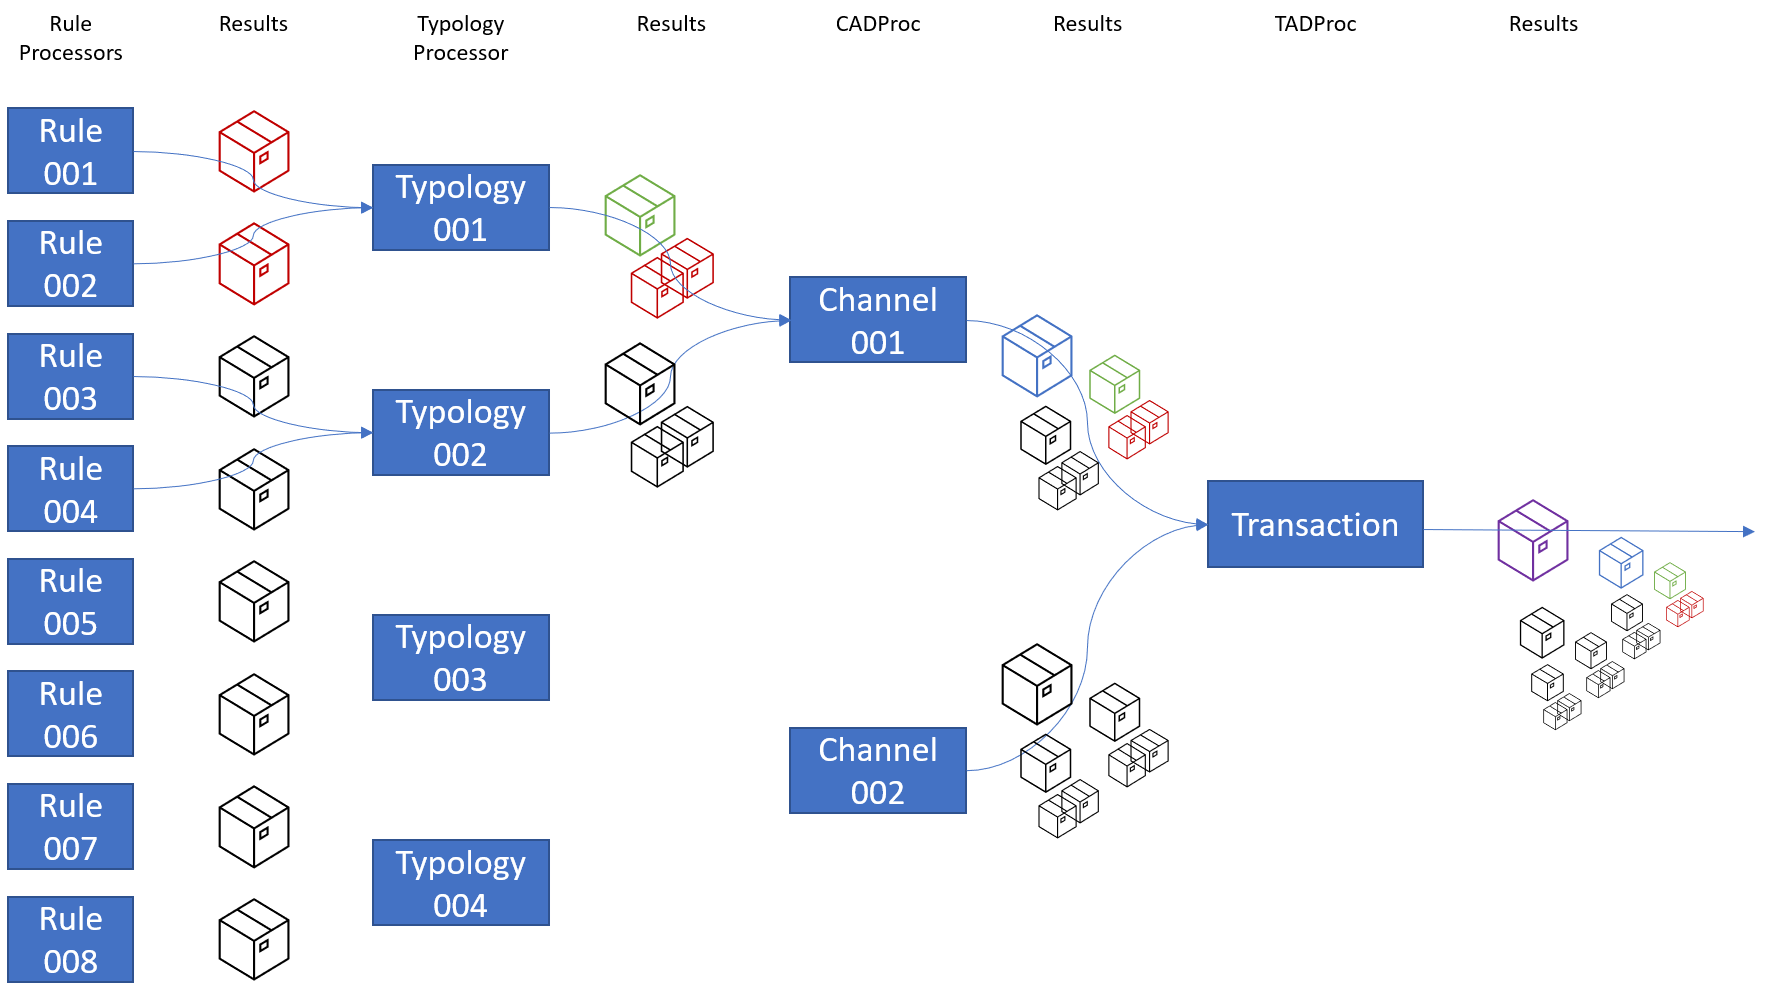 Rule
Processors
Results
Typology
Processor
Results
CADProc
Results
TADProc
Results
Rule
001
Rule
002
Rule
003
Rule
004
Rule
005
Rule
006
Rule
007
Rule
008
Typology
001
Typology
002
Typology
003
Typology
004
Channel
001
Channel
002
Transaction